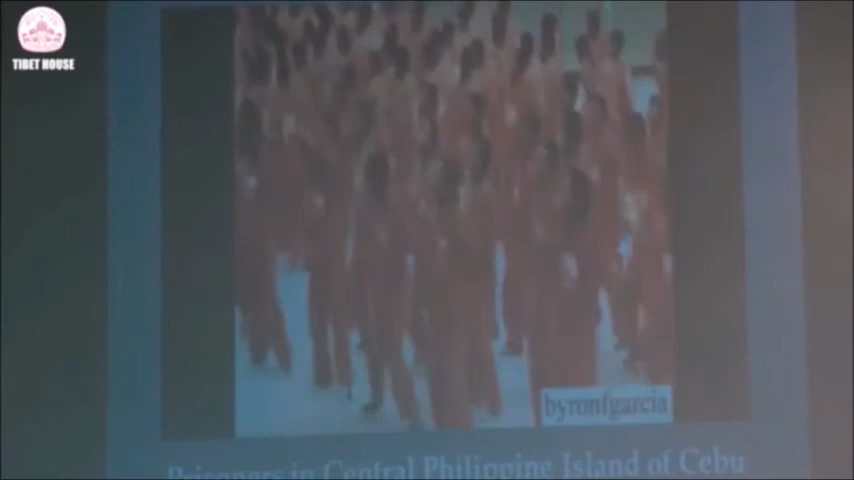 TIBET HOUSE
byronfgarcia
Prisoners in Central Philippine Island of Cebu